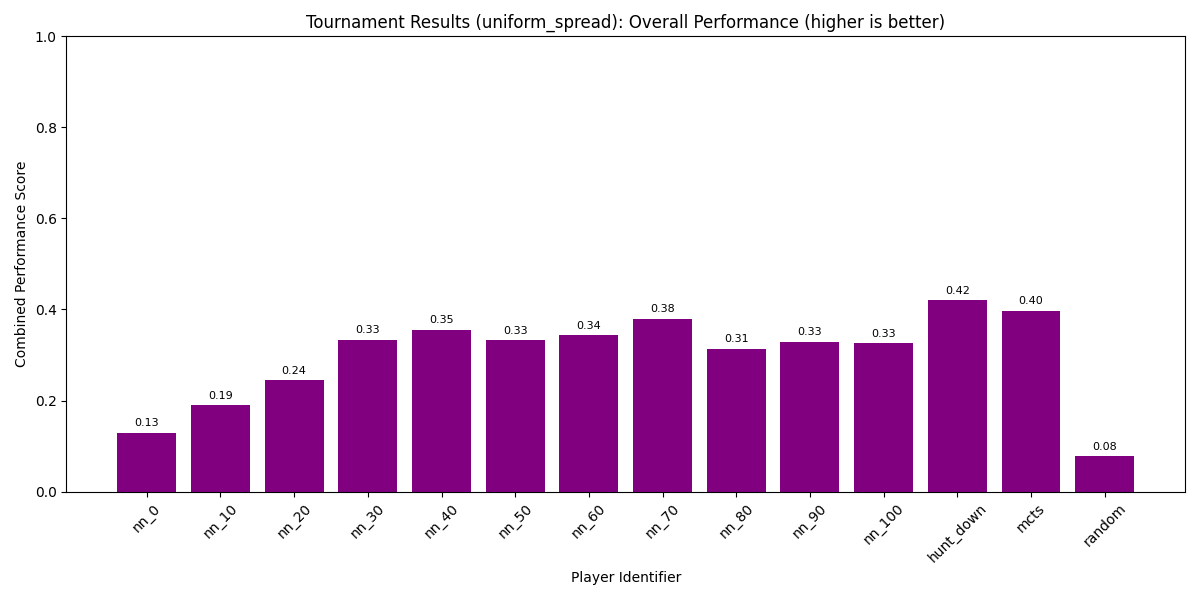 Tournament Results (uniform_spread): Overall Performance (higher is better)
1.0
0.8
0.6
0.4
0.2
0.0
Combined Performance Score
0.13
0.19
0.24
0.33
0.35
0.33
0.34
0.38
0.31
0.33
0.33
0.42
0.40
0.08
nn_0
nn_10
nn_20
nn_30
nn_40
nn_50
nn_60
nn_70
nn_80
nn_90
nn_100
hunt_down
mcts
random
Player Identifier